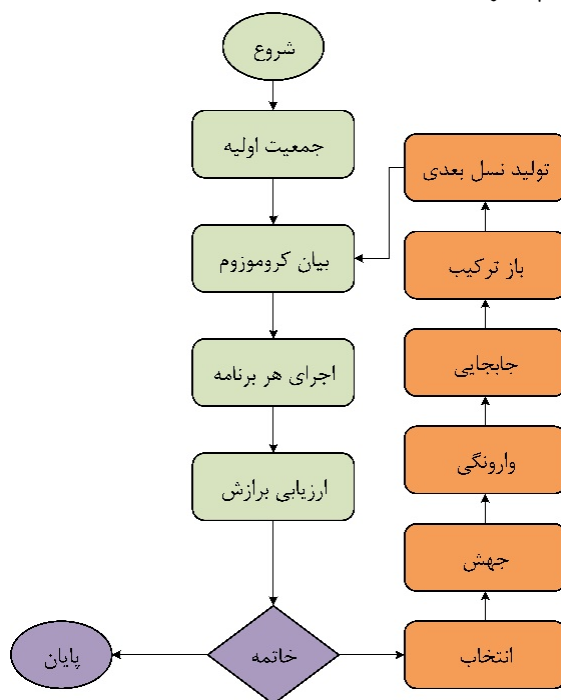 شروع
جمعیت اولیه
بیان کروموزوم
اجرای هر برنامه
ارزیابی برازش
خاتمه
پایان
انتخاب
جهش
وارونگی
جابجایی
باز ترکیب
تولید نسل بعدی